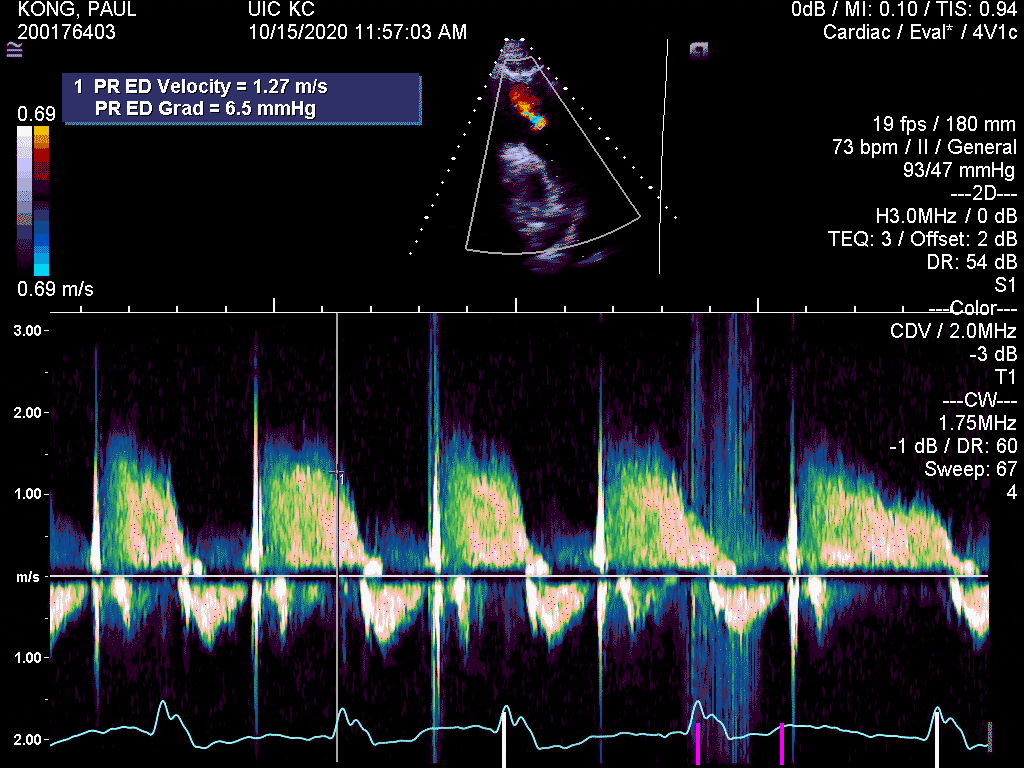 KONG, PAUL
200176403
UIC KC
10/15/2020 11:57:03 AM
0dB / MI: 0.10 / TIS: 0.94
Cardiac / Eval* / 4V1c
1 PR ED Velocity = 1.27 m/s
PR ED Grad = 6.5 mmHg
0.69
0.69 m/s
19 fps / 180 mm
73 bpm / II / General
93/47 mmHg
---2D---
H3.0MHz / 0 dB
TEQ: 3 / Offset: 2 dB
DR: 54 dB
S1
---Color---
CDV / 2.0MHz
-3 dB
T1
---CW---
1.75MHz
-1 dB / DR: 60
Sweep: 67
4
3.00
2.00
1.00
m/s
1.00
2.00
1